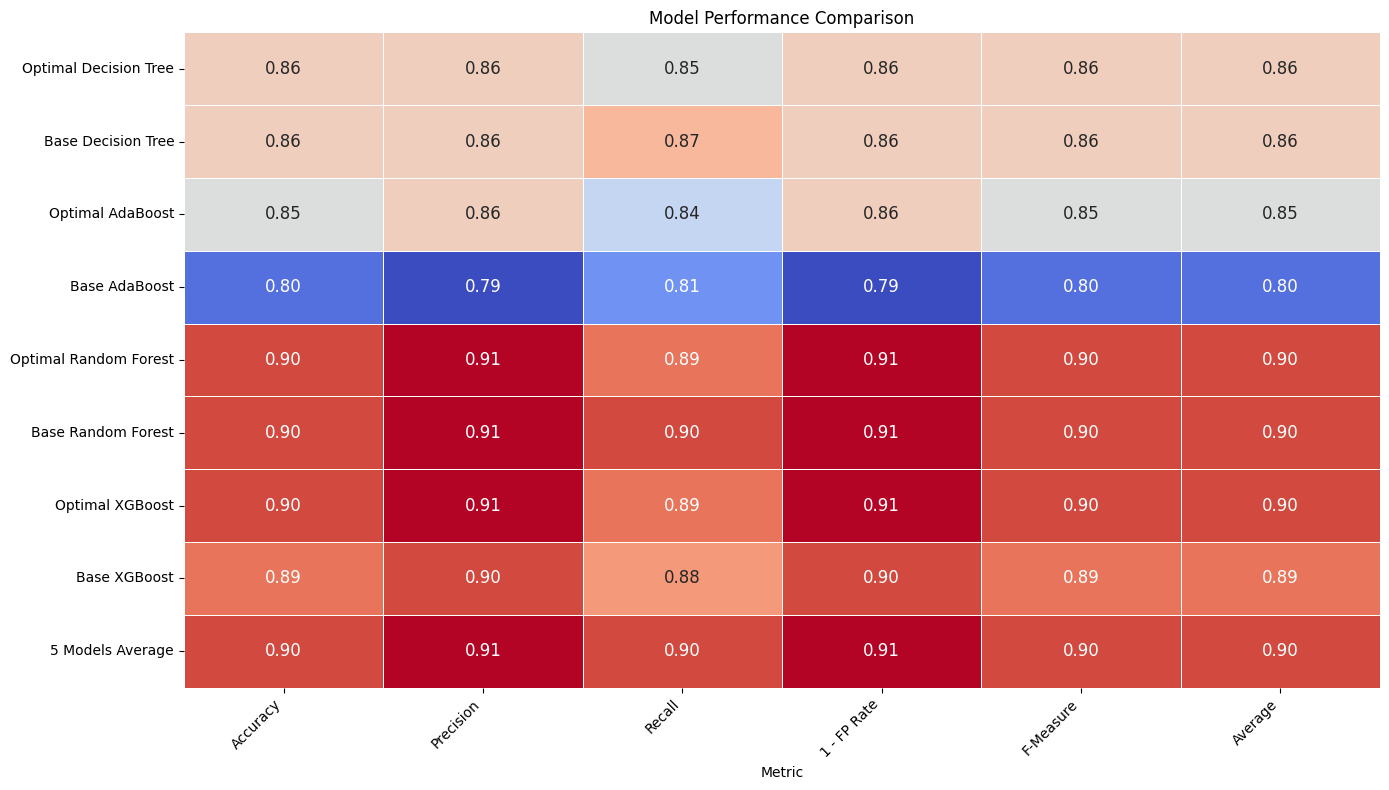 Model Performance Comparison
Optimal Decision Tree 0.86 0.86 0.85 0.86 0.86 0.86
Base Decision Tree 0.86 0.86 0.87 0.86 0.86 0.86
Optimal AdaBoost 0.85 0.86 0.84 0.86 0.85 0.85
Base AdaBoost 0.80 0.79 0.81 0.79 0.80 0.80
Optimal Random Forest 0.90 0.91 0.89 0.91 0.90 0.90
Base Random Forest 0.90 0.91 0.90 0.91 0.90 0.90
Optimal XGBoost 0.90 0.91 0.89 0.91 0.90 0.90
Base XGBoost 0.89 0.90 0.88 0.90 0.89 0.89
5 Models Average 0.90 0.91 0.90 0.91 0.90 0.90
Accuracy Precision Recall 1 - FP Rate F-Measure Average
Metric